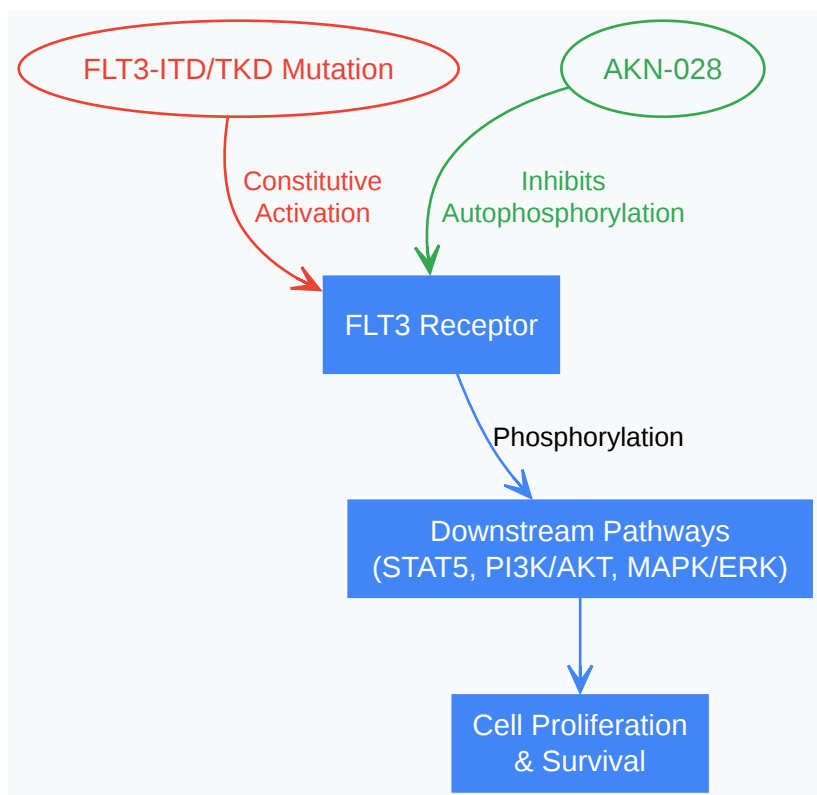 FLT3-ITD/TKD Mutation
AKN-028
Constitutive
Activation
Inhibits
Autophosphorylation
FLT3 Receptor
Phosphorylation
Downstream Pathways
(STAT5, PI3K/AKT, MAPK/ERK)
Cell Proliferation
& Survival